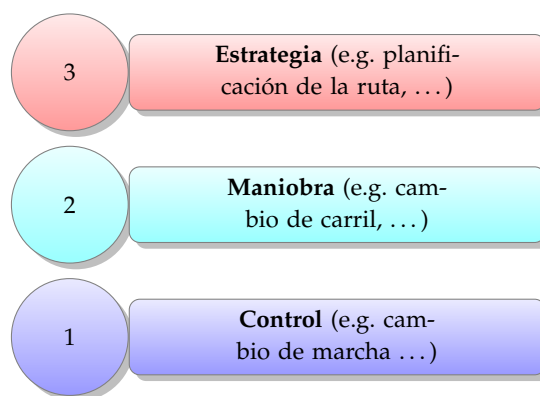 3
Estrategia (e.g. planifi-
cación de la ruta, ...)
2
Maniobra (e.g. cam-
bio de carril, ...)
1
Control (e.g. cam-
bio de marcha ...)